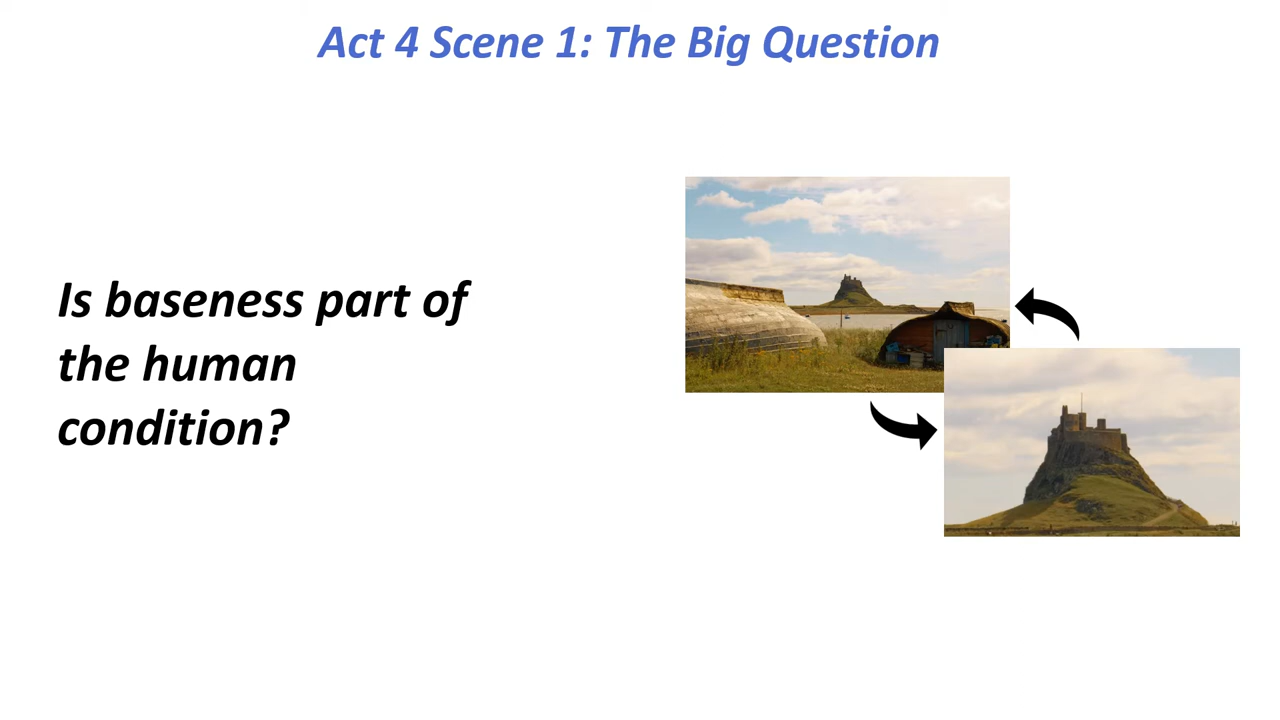 Act 4 Scene 1: The Big Question
Is baseness part of
the human
condition?